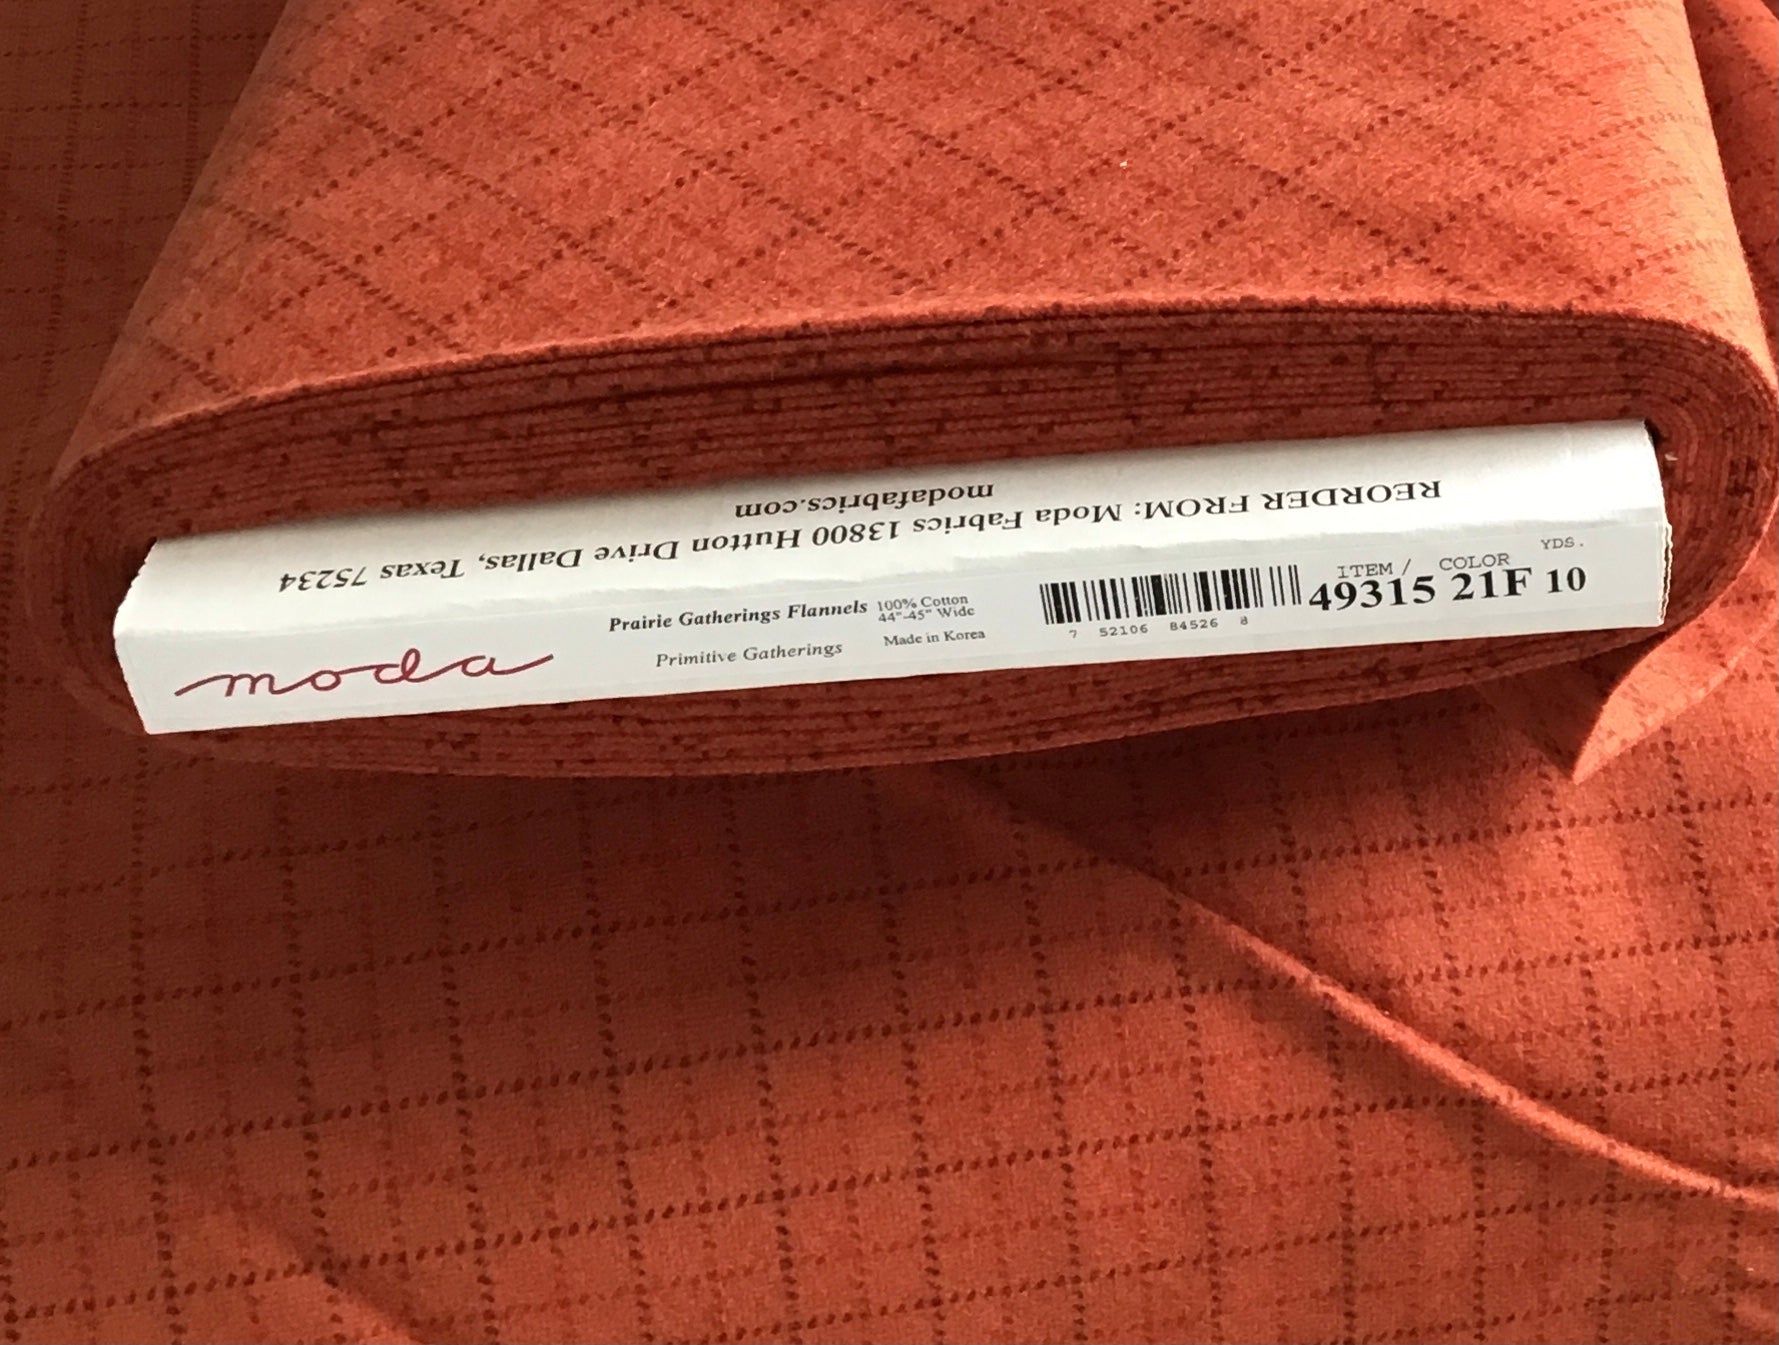 REORDER FROM: Moda Fabrics 13800 Hutton Drive Dallas, Texas 75234
modafabrics.com
moda
Prairie Gatherings Flannels
Primitive Gatherings
100% Cotton
44"-45" Wide
Made in Korea
7 52106 84526 8
ITEM / COLOR YDS.
49315 21F 10